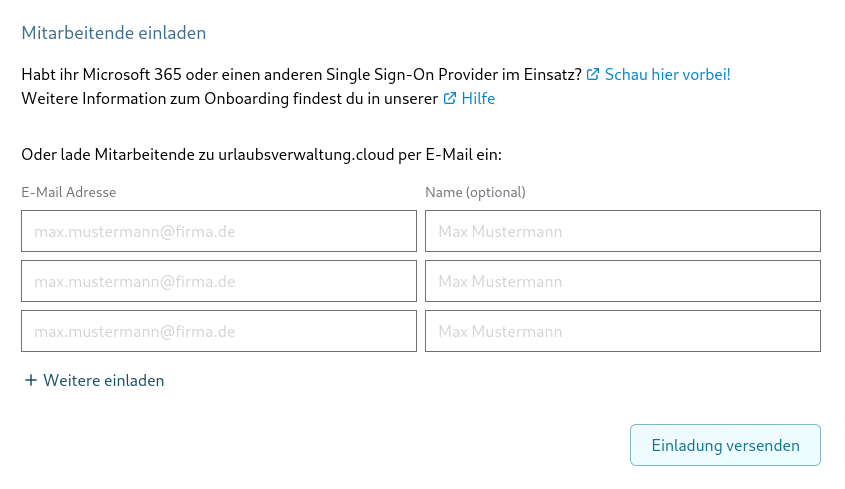 Mitarbeitende einladen
Habt ihr Microsoft 365 oder einen anderen Single Sign-On Provider im Einsatz? Schau hier vorbei!
Weitere Information zum Onboarding findest du in unserer Hilfe
Oder lade Mitarbeitende zu urlaubsverwaltung.cloud per E-Mail ein:
E-Mail Adresse Name (optional)
max.mustermann@firma.de Max Mustermann
max.mustermann@firma.de Max Mustermann
max.mustermann@firma.de Max Mustermann
+ Weitere einladen
Einladung versenden